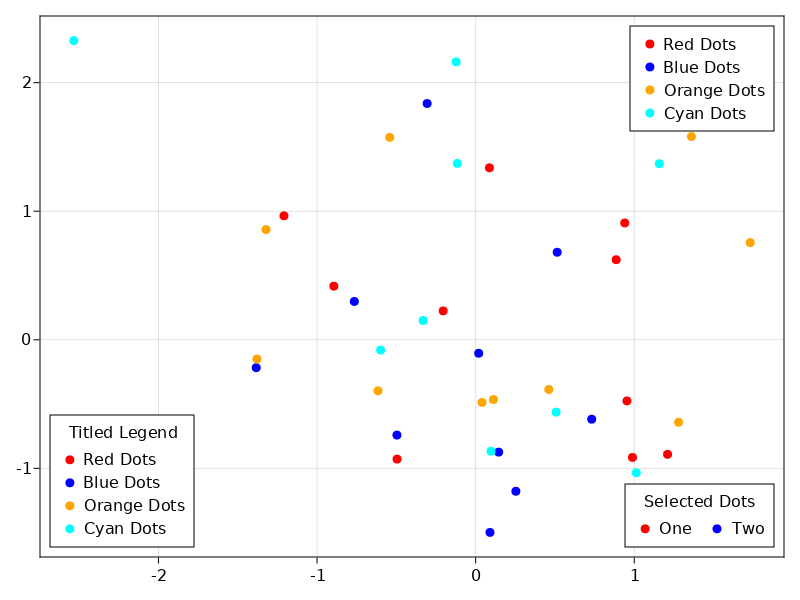 Red Dots
Blue Dots
Orange Dots
Cyan Dots
2
1
0
-1
Titled Legend
Red Dots
Blue Dots
Orange Dots
Cyan Dots
Selected Dots
One Two
-2 -1 0 1